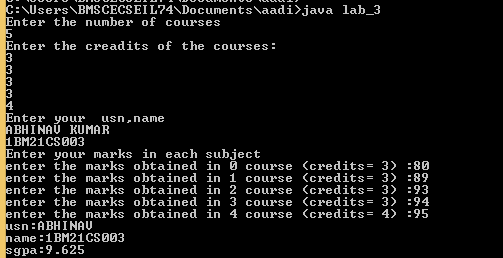 C:\Users\BMSCECSEIL74\Documents\aadi>java lab_3
Enter the number of courses
5
Enter the creadits of the courses:
3
3
3
3
4
Enter your  usn,name
ABHINAV KUMAR
1BM21CS003
Enter your marks in each subject
enter the marks obtained in 0 course (credits= 3) :80
enter the marks obtained in 1 course (credits= 3) :89
enter the marks obtained in 2 course (credits= 3) :93
enter the marks obtained in 3 course (credits= 3) :94
enter the marks obtained in 4 course (credits= 4) :95
usn:ABHINAV
name:1BM21CS003
sgpa:9.625